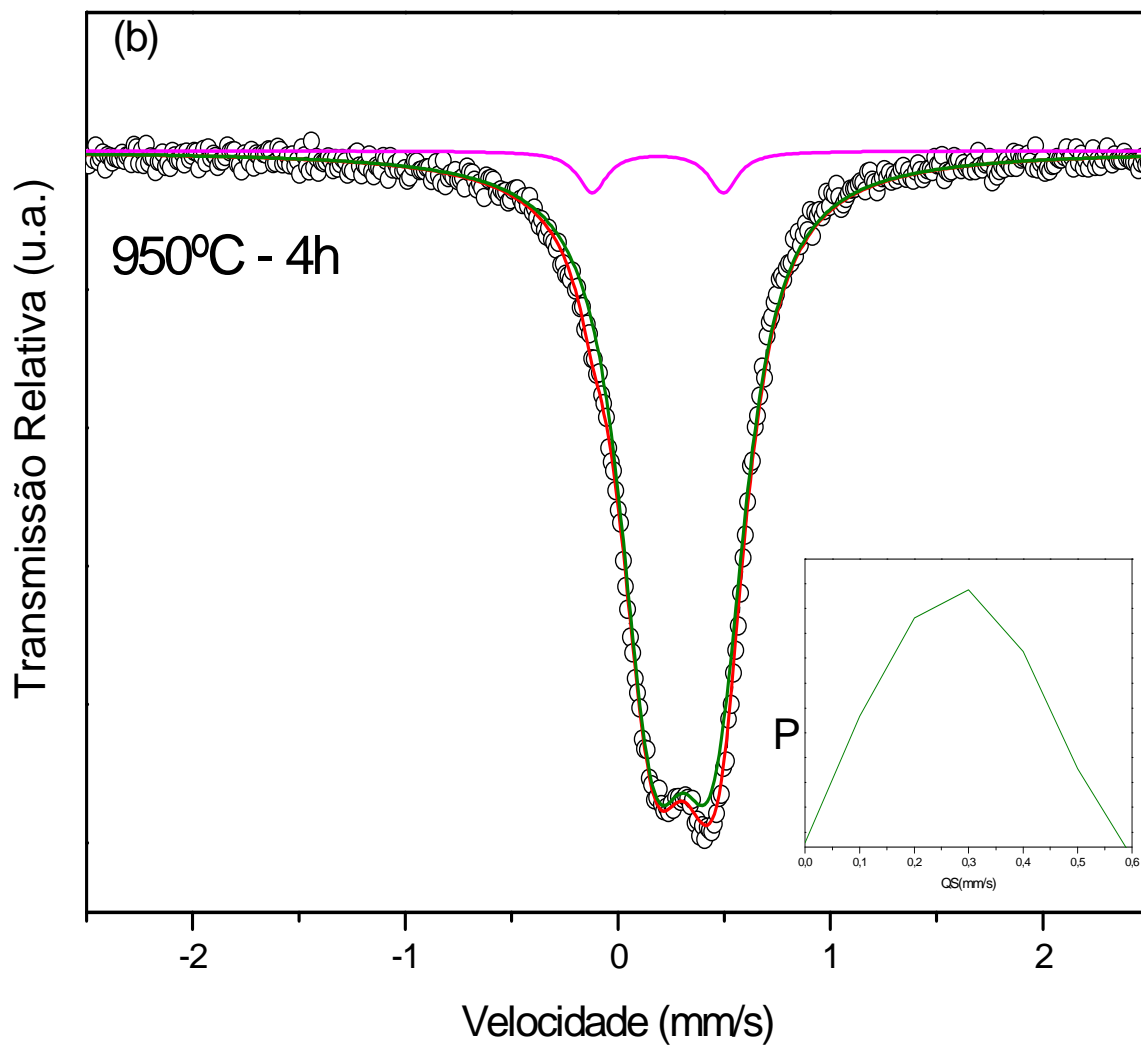 (b)
950ºC - 4h
Transmissão Relativa (u.a.)
P
0,0 0,1 0,2 0,3 0,4 0,5 0,6
QS(mm/s)
-2 -1 0 1 2
Velocidade (mm/s)